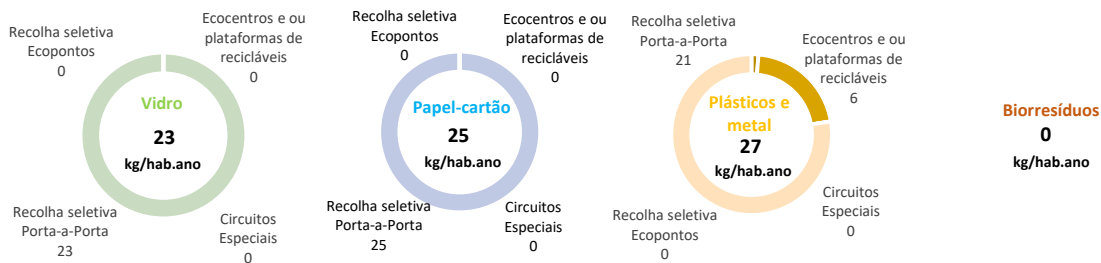 Recolha seletiva
Ecopontos
0
Ecocentros e ou
plataformas de
recicláveis
0
Vidro
23
kg/hab.ano
Recolha seletiva
Porta-a-Porta
23
Circuitos
Especiais
0
Recolha seletiva
Ecopontos
0
Ecocentros e ou
plataformas de
recicláveis
0
Papel-cartão
25
kg/hab.ano
Recolha seletiva
Porta-a-Porta
25
Circuitos
Especiais
0
Recolha seletiva
Porta-a-Porta
21
Ecocentros e ou
plataformas de
recicláveis
6
Plásticos e
metal
27
kg/hab.ano
Recolha seletiva
Ecopontos
0
Circuitos
Especiais
0
Biorresíduos
0
kg/hab.ano